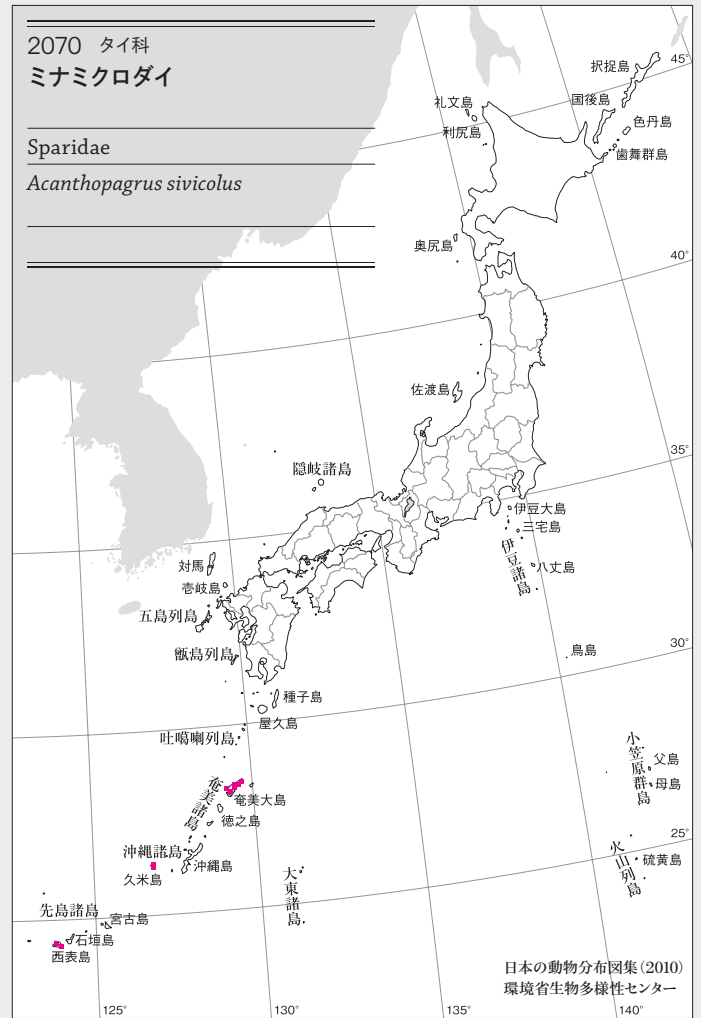 2070 タイ科
ミナミクロダイ
Sparidae
Acanthopagrus sivicolus
択捉島
45°
礼文島
国後島
利尻島
色丹島
歯舞群島
奥尻島
40°
佐渡島
35°
隠岐諸島
伊豆大島
三宅島
伊豆諸島
八丈島
対馬
壱岐島
五島列島
甑島列島
鳥島
30°
種子島
屋久島
吐噶喇列島
小笠原群島
父島
母島
奄美諸島
奄美大島
徳之島
25°
沖縄諸島
沖縄島
久米島
火山列島
硫黄島
大東諸島
先島諸島
宮古島
石垣島
西表島
日本の動物分布図集(2010)
環境省生物多様性センター
125°
130°
135°
140°